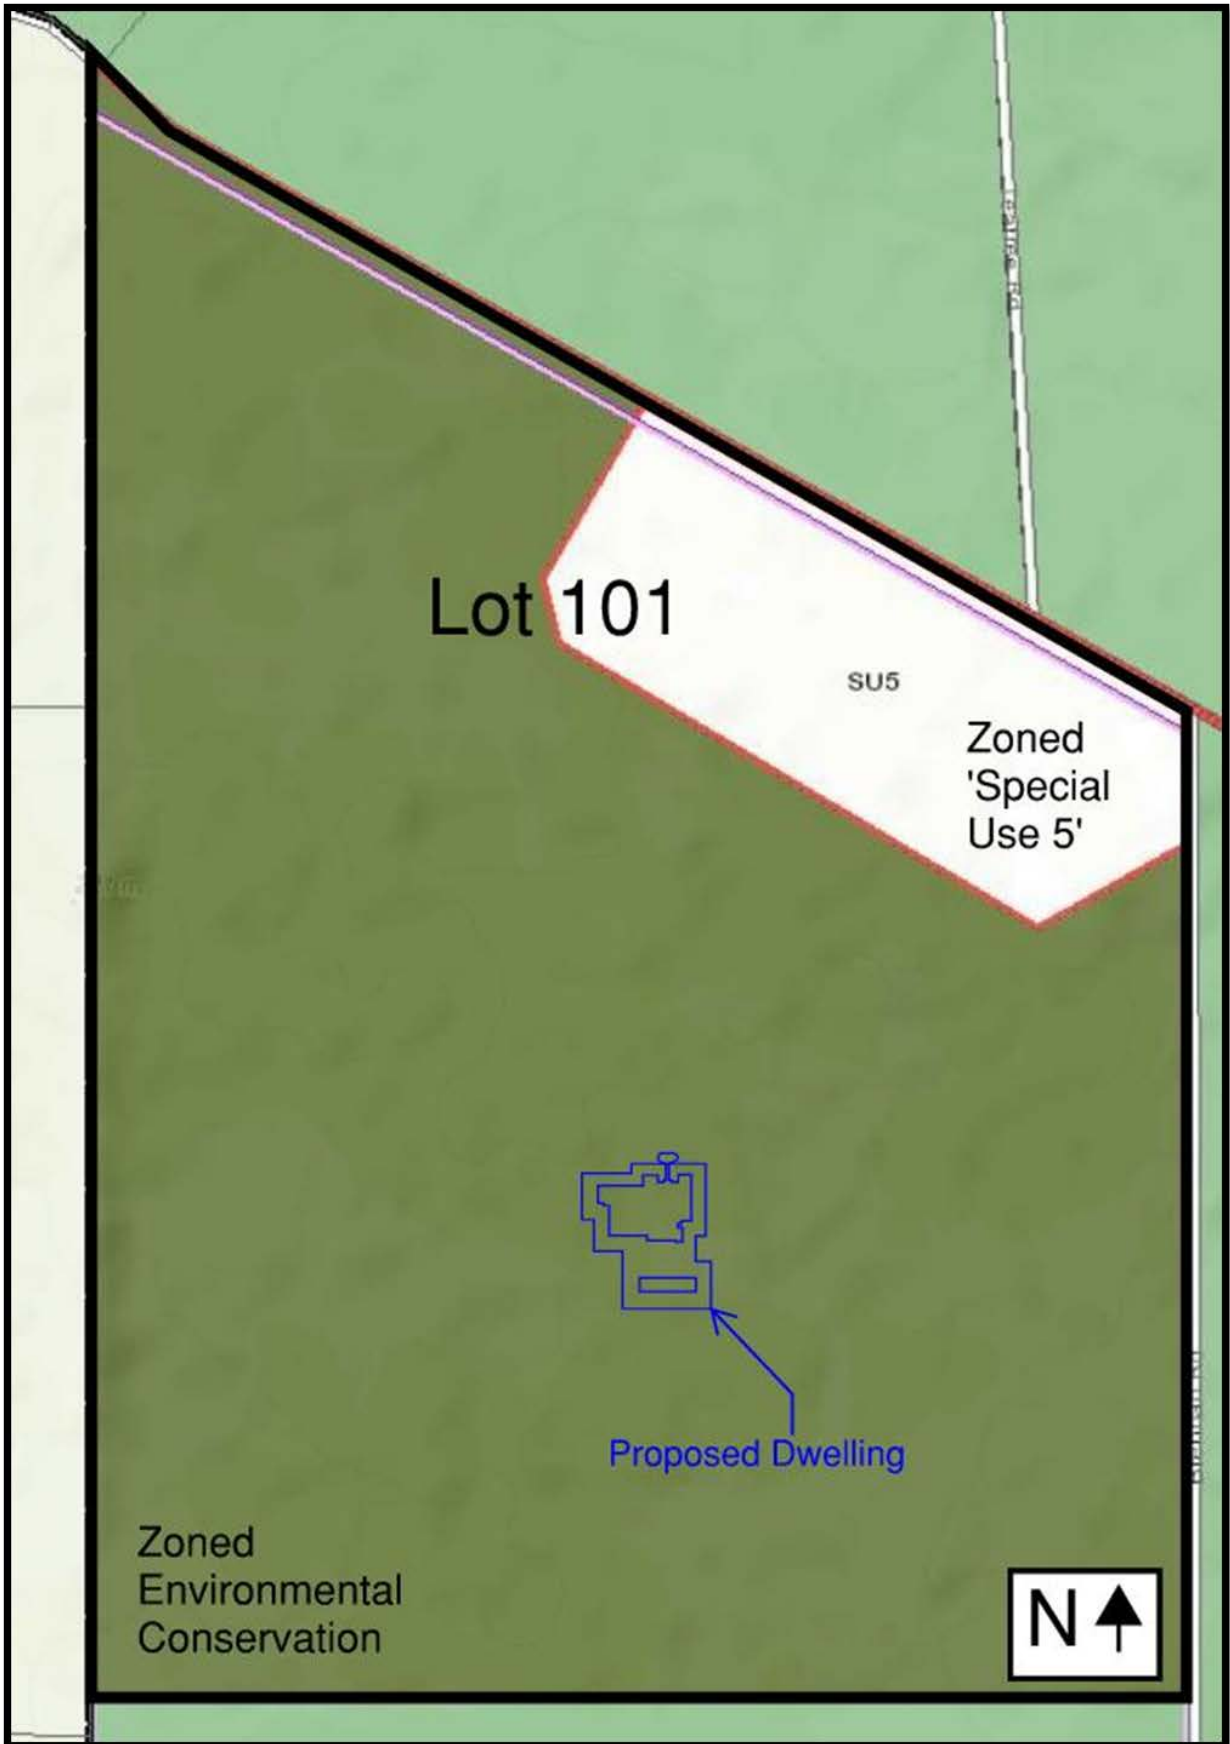 Lot 101
SU5
Zoned
'Special
Use 5'
Proposed Dwelling
Zoned
Environmental
Conservation
N